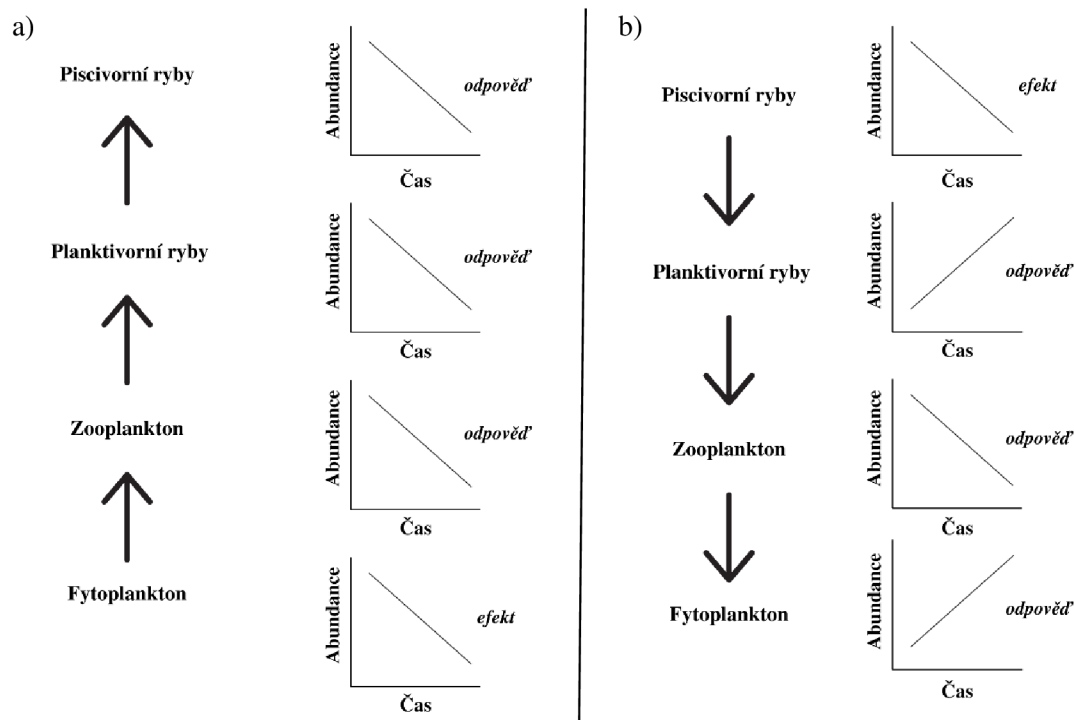 a)
Piscivorní ryby
Abundance
odpověď
Čas
Planktivorní ryby
Abundance
odpověď
Čas
Zooplankton
Abundance
odpověď
Čas
Fytoplankton
Abundance
efekt
Čas
b)
Piscivorní ryby
Abundance
efekt
Čas
Planktivorní ryby
Abundance
odpověď
Čas
Zooplankton
Abundance
odpověď
Čas
Fytoplankton
Abundance
odpověď
Čas